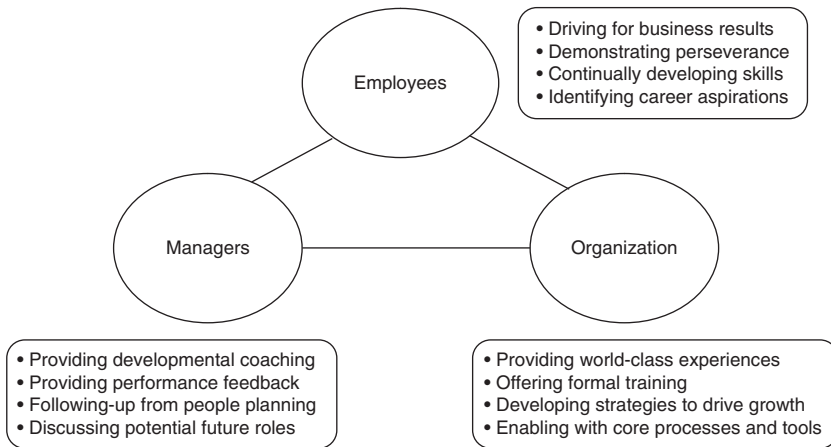 Employees
• Driving for business results
• Demonstrating perseverance
• Continually developing skills
• Identifying career aspirations
Managers
Organization
• Providing developmental coaching
• Providing performance feedback
• Following-up from people planning
• Discussing potential future roles
• Providing world-class experiences
• Offering formal training
• Developing strategies to drive growth
• Enabling with core processes and tools